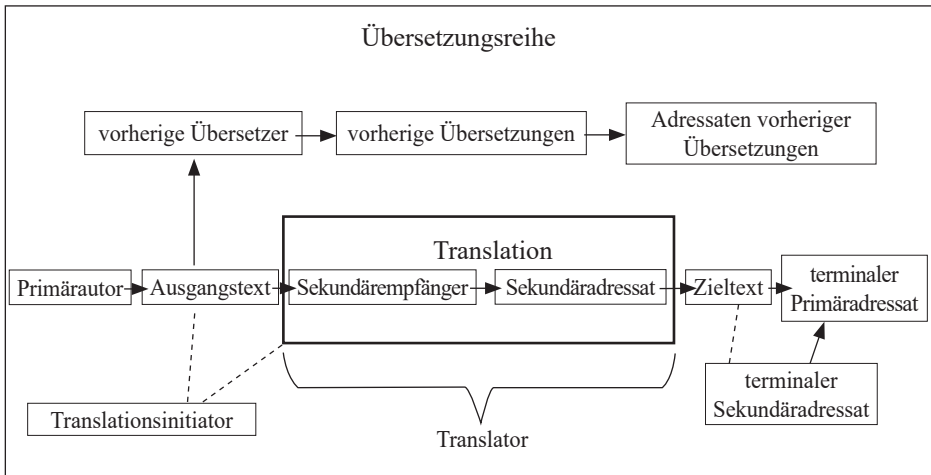 Übersetzungsreihe
vorherige Übersetzer
vorherige Übersetzungen
Adressaten vorheriger
Übersetzungen
Translation
Primärautor
Ausgangstext
Sekundärempfänger
Sekundäradressat
Zieltext
terminaler
Primäradressat
Translationsinitiator
terminaler
Sekundäradressat
Translator